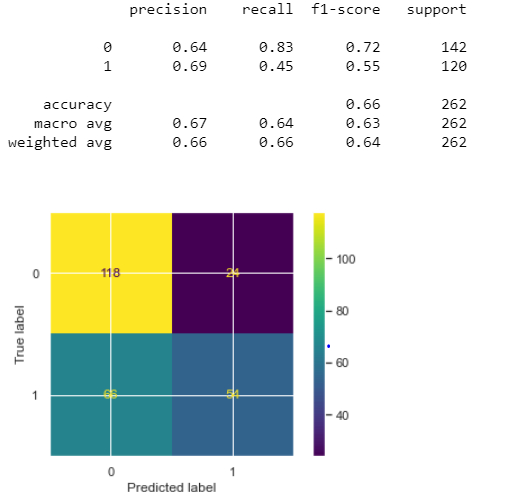 precision recall f1-score support
0 0.64 0.83 0.72 142
1 0.69 0.45 0.55 120
accuracy 0.66 262
macro avg 0.67 0.64 0.63 262
weighted avg 0.66 0.66 0.64 262
0
118 24
1
66 54
0 1
True label
Predicted label
100
80
60
40